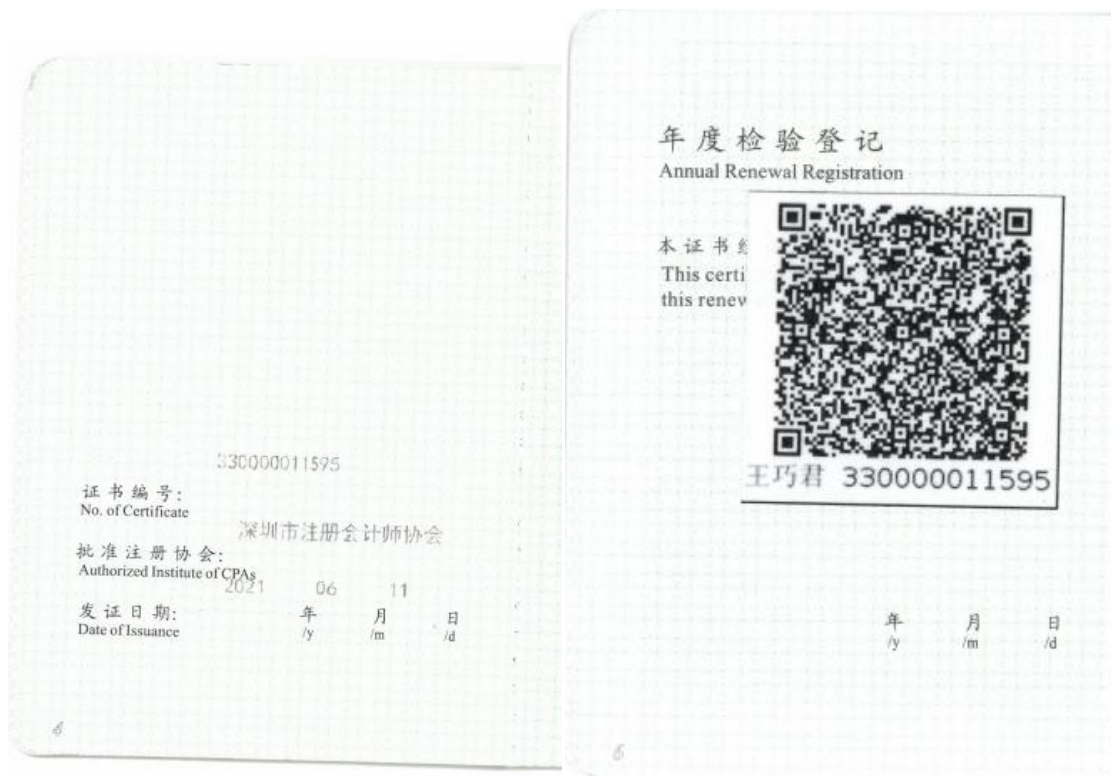 330000011595
证书编号:
No. of Certificate
深圳市注册会计师协会
批准注册协会:
Authorized Institute of CPAs
2021 06 11
发证日期: 年 月 日
Date of Issuance /y /m /d
6
年度检验登记
Annual Renewal Registration
本证书
This certi
this renew
王巧君 330000011595
年 月 日
/y /m /d
6